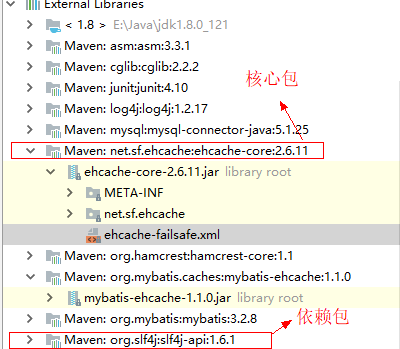 External Libraries
< 1.8 > E:\Java\jdk1.8.0_121
Maven: asm:asm:3.3.1
Maven: cglib:cglib:2.2.2
Maven: junit:junit:4.10
核心包
Maven: log4j:log4j:1.2.17
Maven: mysql:mysql-connector-java:5.1.25
Maven: net.sf.ehcache:ehcache-core:2.6.11
ehcache-core-2.6.11.jar library root
META-INF
net.sf.ehcache
ehcache-failsafe.xml
Maven: org.hamcrest:hamcrest-core:1.1
Maven: org.mybatis.caches:mybatis-ehcache:1.1.0
mybatis-ehcache-1.1.0.jar library root
Maven: org.mybatis:mybatis:3.2.8
依赖包
Maven: org.slf4j:slf4j-api:1.6.1